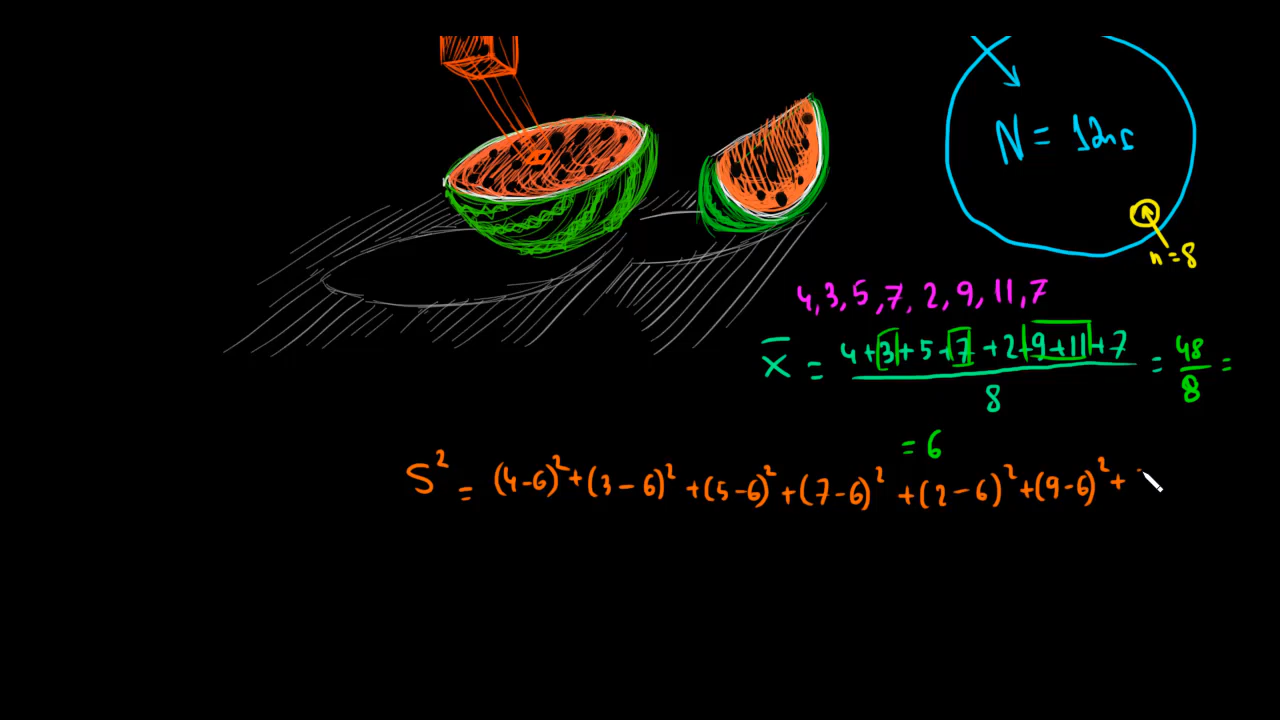 N =
n = 8
4, 3, 5, 7, 2, 9, 11, 7
x̄ = (4 + 3 + 5 + 7 + 2 + 9 + 11 + 7) / 8 = 48 / 8 =
= 6
S² = (4 - 6)² + (3 - 6)² + (5 - 6)² + (7 - 6)² + (2 - 6)² + (9 - 6)² +